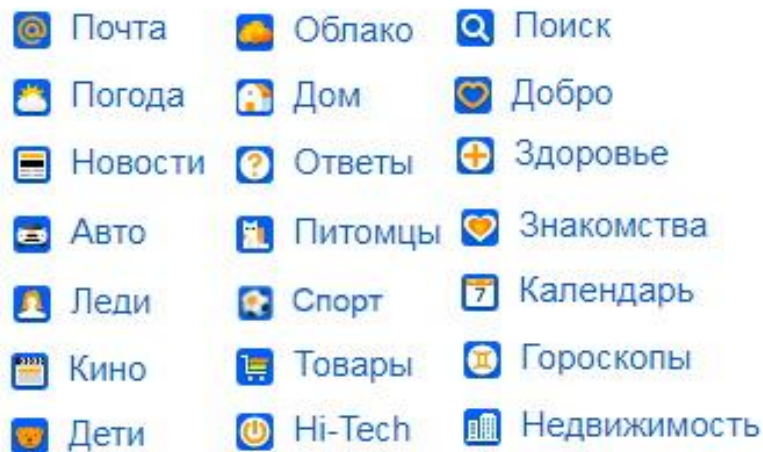 Почта Облако Поиск
Погода Дом Добро
Новости Ответы Здоровье
Авто Питомцы Знакомства
Леди Спорт 7 Календарь
Кино Товары Гороскопы
Дети Hi-Tech Недвижимость